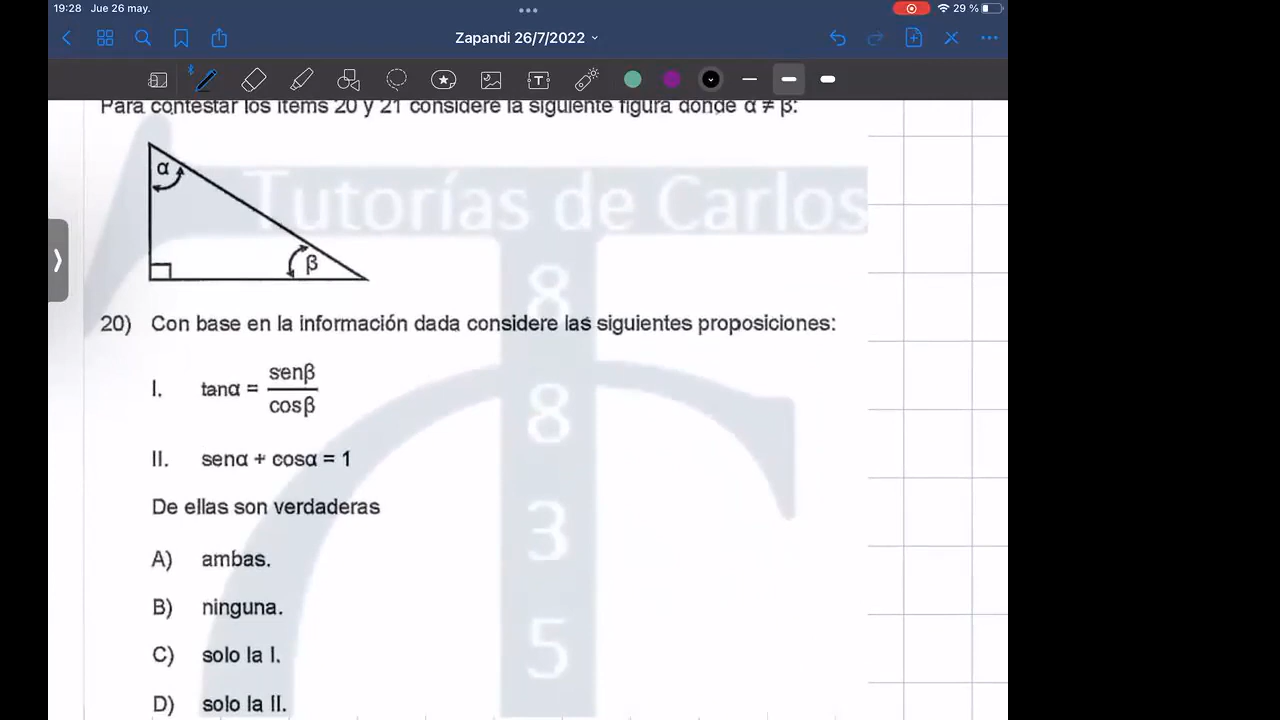 19:28 Jue 26 may.
29 %
Zapandi 26/7/2022
Para contestar los ítems 20 y 21 considere la siguiente figura donde α ≠ β:
α
Tutorías de Carlos
β
8
20) Con base en la información dada considere las siguientes proposiciones:
I. tanα = senβ / cosβ
8
II. senα + cosα = 1
De ellas son verdaderas
3
A) ambas.
B) ninguna.
C) solo la I.
5
D) solo la II.